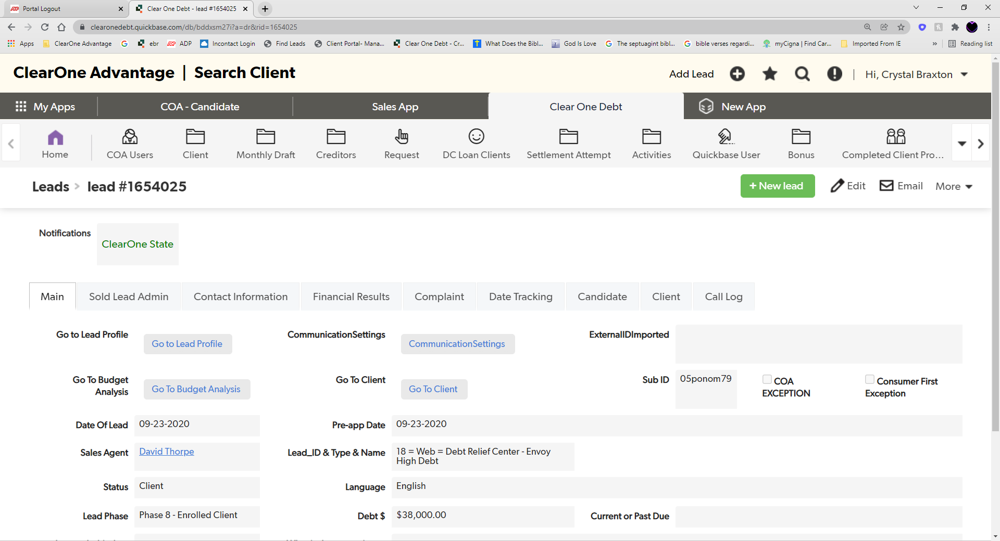 Portal Logout
Clear One Debt - lead #1654025
clearonedebt.quickbase.com/db/bddxsm27i?a=dr&rid=1654025
Apps
ClearOne Advantage
ebr
ADP
Incontact Login
Find Leads
Client Portal- Mana...
Clear One Debt - Cr...
What Does the Bibl...
God Is Love
The septuagint bibl...
bible verses regardi...
myCigna | Find Car...
Imported From IE
»
Reading list
ClearOne Advantage | Search Client
Add Lead
Hi, Crystal Braxton
My Apps
COA - Candidate
Sales App
Clear One Debt
New App
Home
COA Users
Client
Monthly Draft
Creditors
Request
DC Loan Clients
Settlement Attempt
Activities
Quickbase User
Bonus
Completed Client Pro...
Leads > lead #1654025
+ New lead
Edit
Email
More
Notifications
ClearOne State
Main
Sold Lead Admin
Contact Information
Financial Results
Complaint
Date Tracking
Candidate
Client
Call Log
Go to Lead Profile
Go to Lead Profile
CommunicationSettings
CommunicationSettings
ExternalIDImported
Go To Budget
Analysis
Go To Budget Analysis
Go To Client
Go To Client
Sub ID
05ponom79
COA
EXCEPTION
Consumer First
Exception
Date Of Lead
09-23-2020
Pre-app Date
09-23-2020
Sales Agent
David Thorpe
Lead_ID & Type & Name
18 = Web = Debt Relief Center - Envoy
High Debt
Status
Client
Language
English
Lead Phase
Phase 8 - Enrolled Client
Debt $
$38,000.00
Current or Past Due